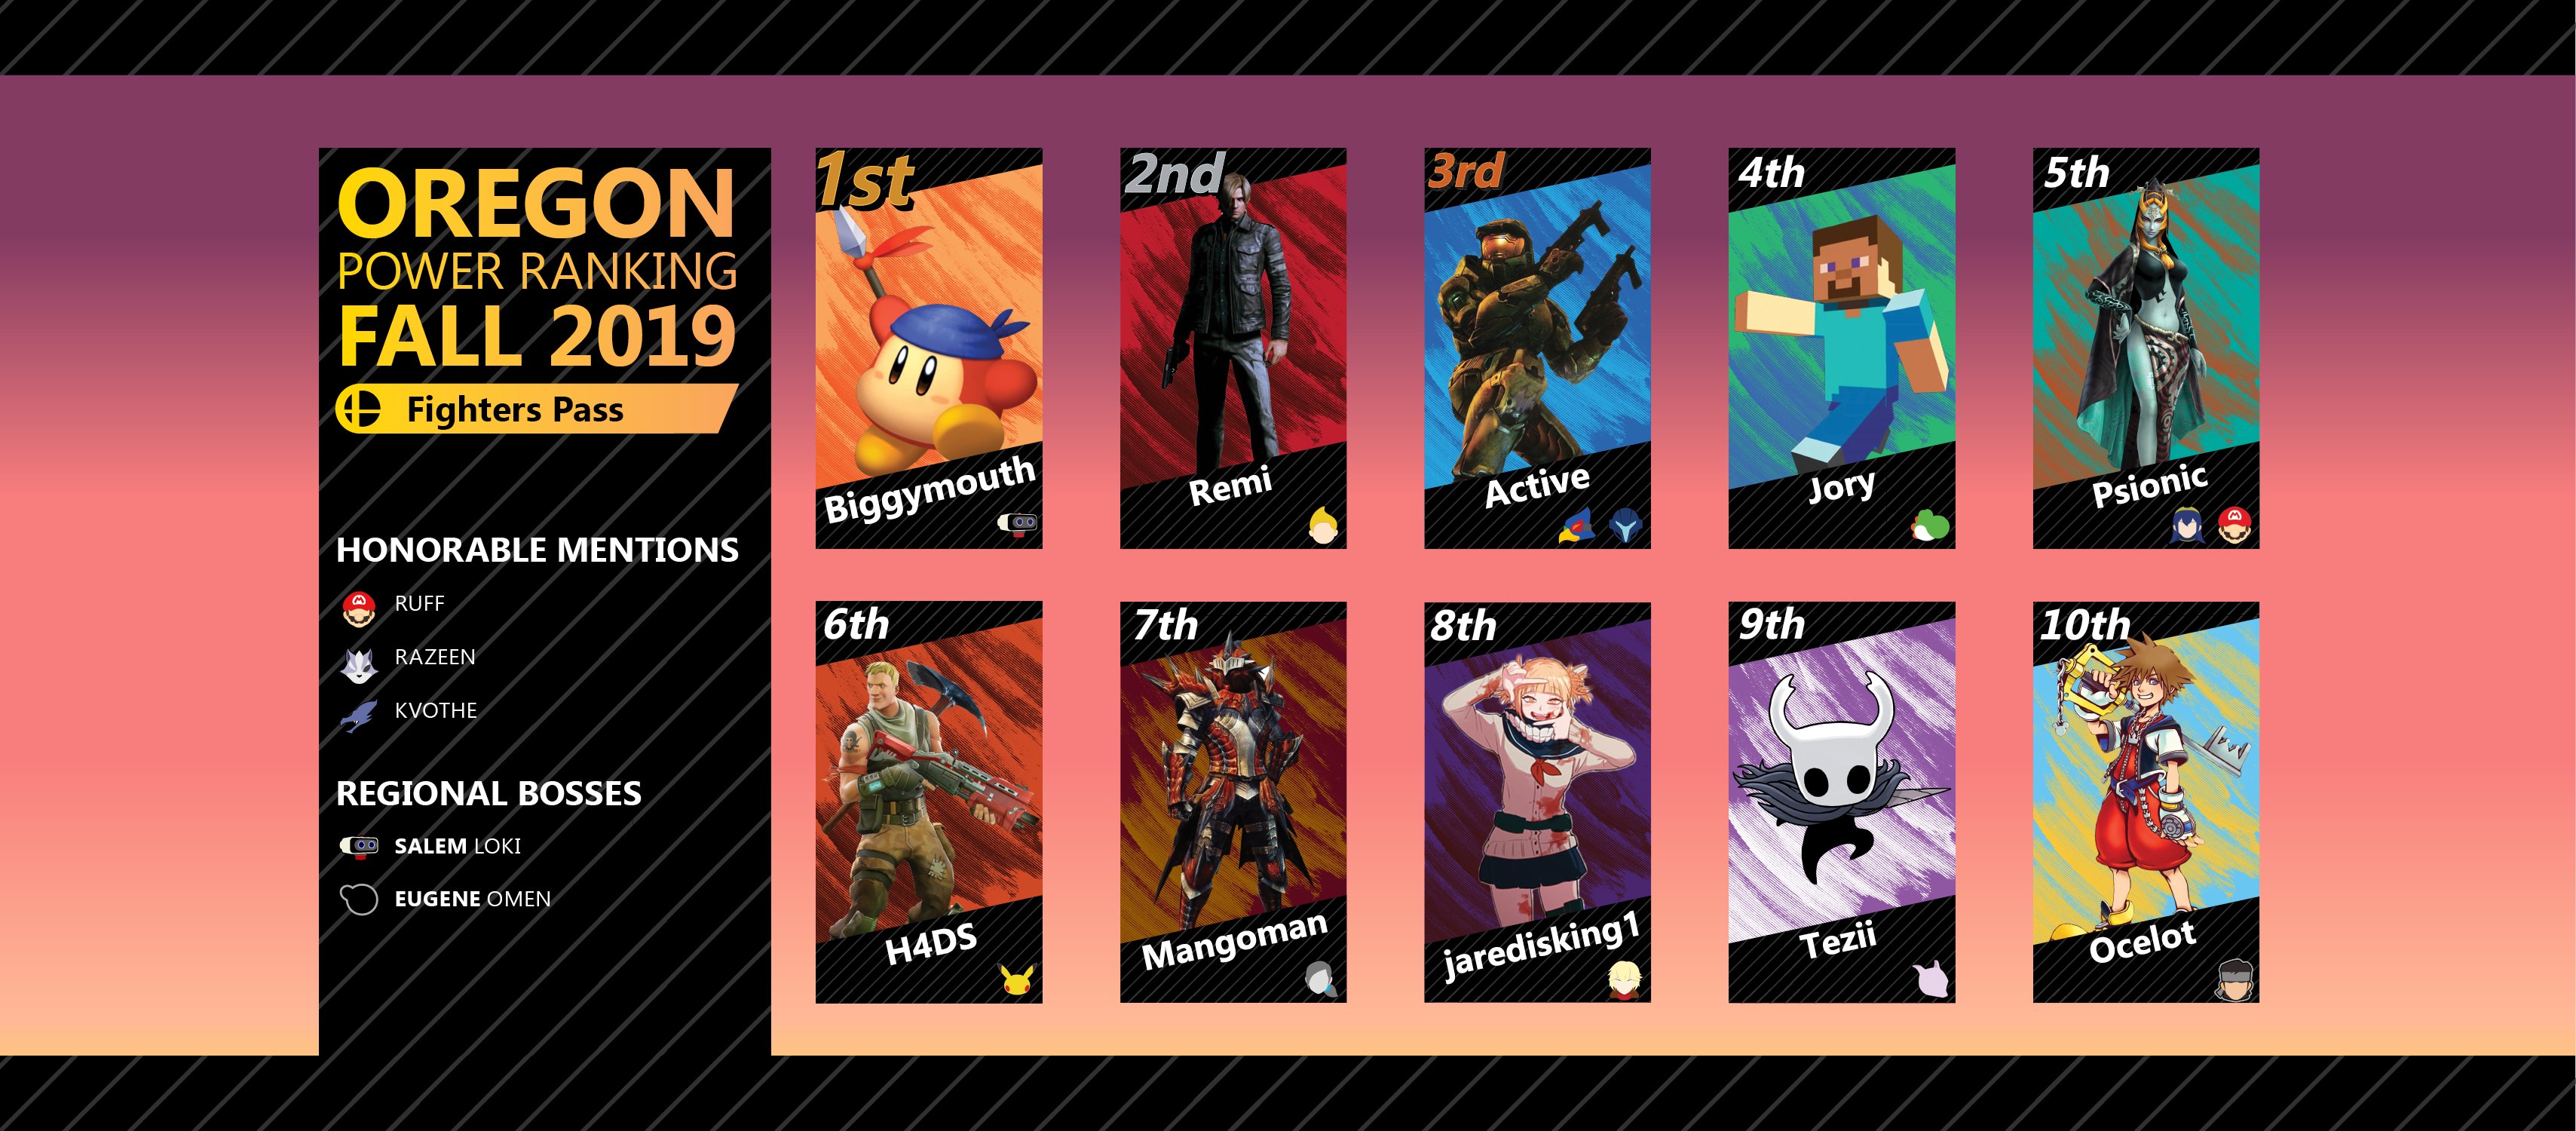 OREGON
POWER RANKING
FALL 2019
Fighters Pass
HONORABLE MENTIONS
RUFF
RAZEEN
KVOTHE
REGIONAL BOSSES
SALEM LOKI
EUGENE OMEN
1st
Biggymouth
2nd
Remi
3rd
Active
4th
Jory
5th
Psionic
6th
H4DS
7th
Mangoman
8th
jaredisking1
9th
Tezii
10th
Ocelot